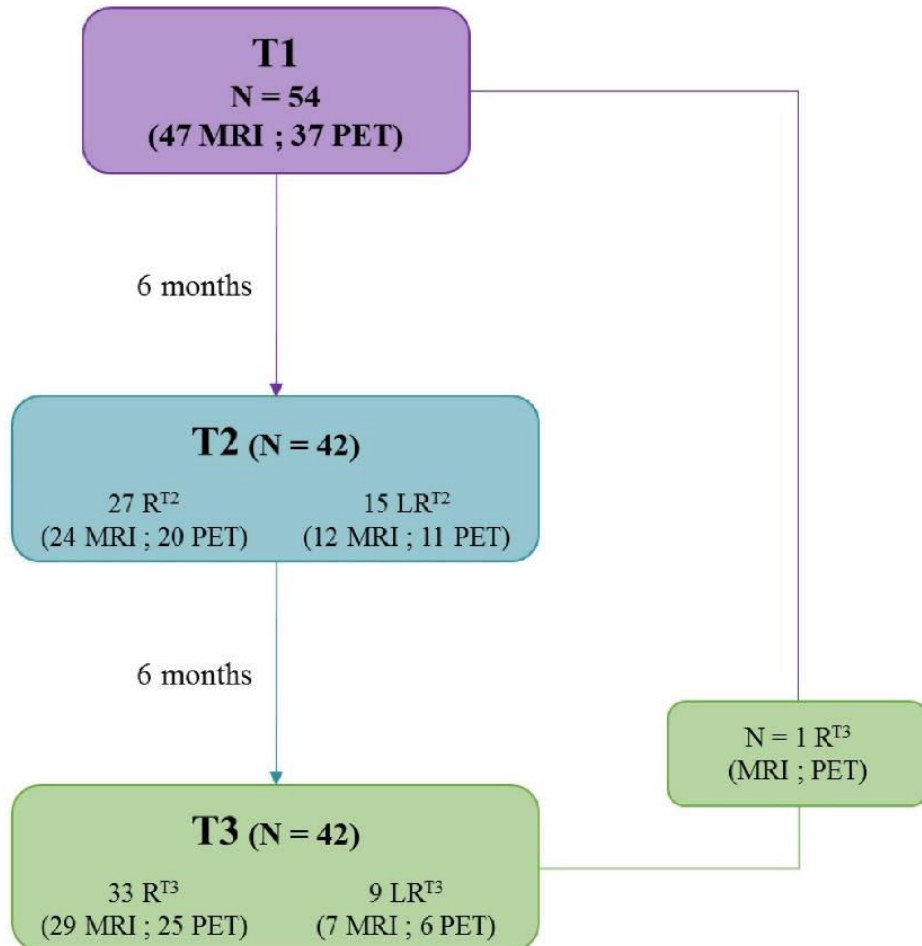 T1
N = 54
(47 MRI ; 37 PET)
6 months
T2 (N = 42)
27 R^T2 15 LR^T2
(24 MRI ; 20 PET) (12 MRI ; 11 PET)
6 months
N = 1 R^T3
(MRI ; PET)
T3 (N = 42)
33 R^T3 9 LR^T3
(29 MRI ; 25 PET) (7 MRI ; 6 PET)